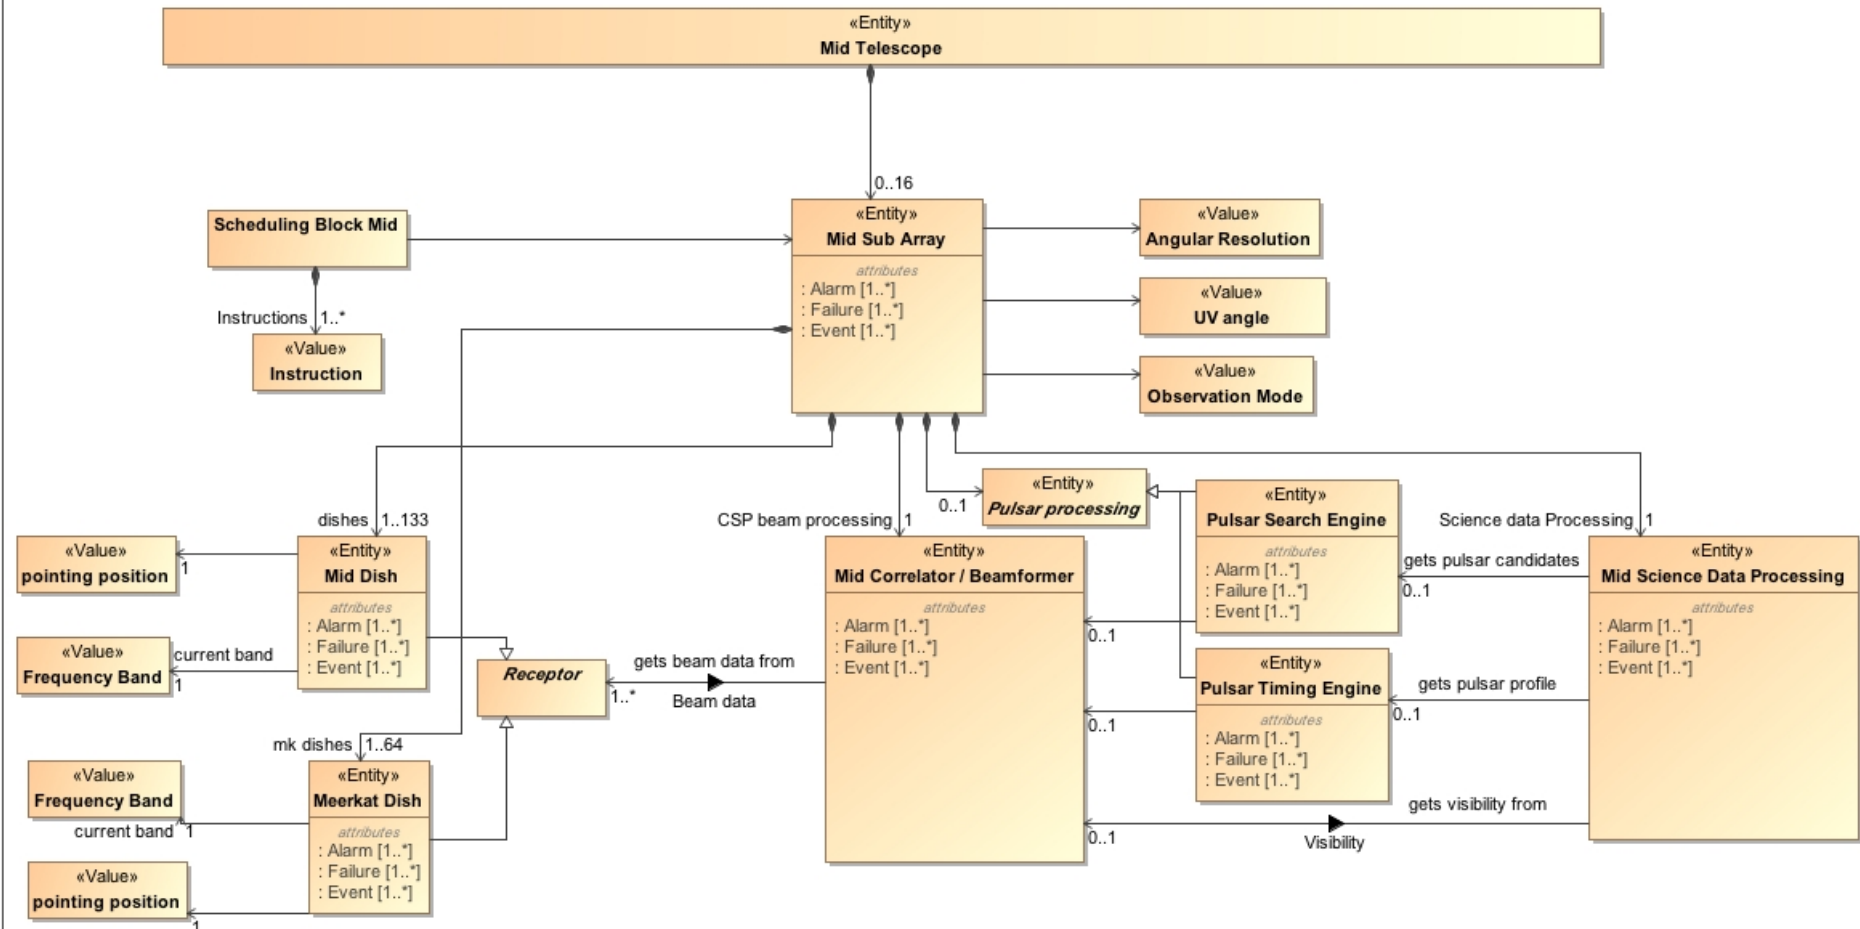 «Entity»
Mid Telescope
0..16
Scheduling Block Mid
Instructions
1..*
«Value»
Instruction
«Entity»
Mid Sub Array
attributes
: Alarm [1..*]
: Failure [1..*]
: Event [1..*]
«Value»
Angular Resolution
«Value»
UV angle
«Value»
Observation Mode
dishes
1..133
CSP beam processing
1
0..1
«Entity»
Pulsar processing
Science data Processing
1
«Value»
pointing position
1
«Value»
Frequency Band
current band
1
«Entity»
Mid Dish
attributes
: Alarm [1..*]
: Failure [1..*]
: Event [1..*]
Receptor
1..*
gets beam data from
Beam data
mk dishes
1..64
«Value»
Frequency Band
current band
1
«Value»
pointing position
1
«Entity»
Meerkat Dish
attributes
: Alarm [1..*]
: Failure [1..*]
: Event [1..*]
«Entity»
Mid Correlator / Beamformer
attributes
: Alarm [1..*]
: Failure [1..*]
: Event [1..*]
0..1
0..1
0..1
«Entity»
Pulsar Search Engine
attributes
: Alarm [1..*]
: Failure [1..*]
: Event [1..*]
gets pulsar candidates
0..1
«Entity»
Pulsar Timing Engine
attributes
: Alarm [1..*]
: Failure [1..*]
: Event [1..*]
gets pulsar profile
0..1
gets visibility from
Visibility
«Entity»
Mid Science Data Processing
attributes
: Alarm [1..*]
: Failure [1..*]
: Event [1..*]